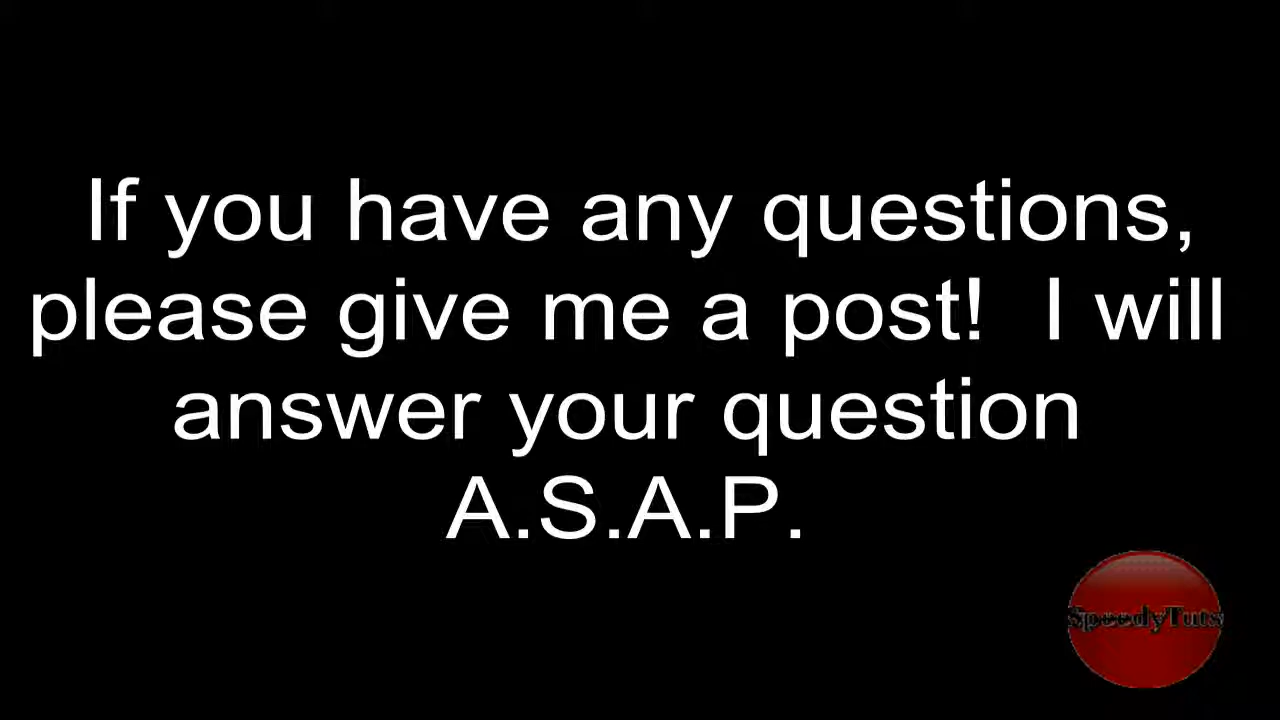 If you have any questions,
please give me a post!  I will
answer your question
A.S.A.P.
SpeedyTuts